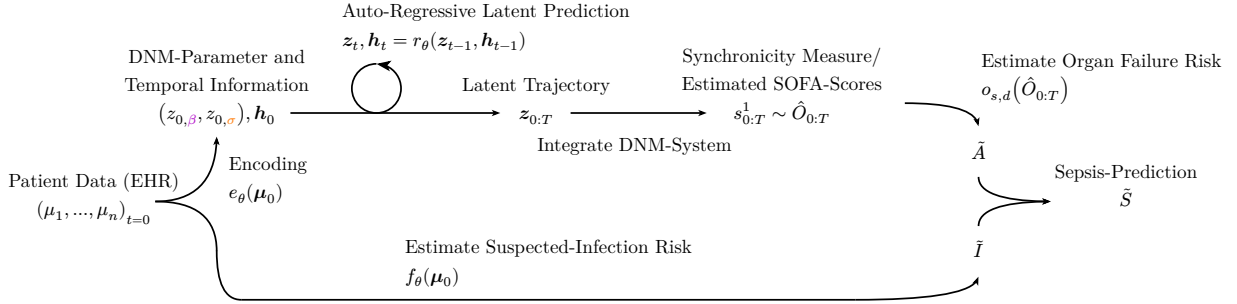 Auto-Regressive Latent Prediction
z_t, h_t = r_θ(z_{t−1}, h_{t−1})
DNM-Parameter and
Temporal Information
(z_{0,β}, z_{0,σ}), h_0
Latent Trajectory
z_{0:T}
Integrate DNM-System
Synchronicity Measure/
Estimated SOFA-Scores
s^1_{0:T} ∼ Ô_{0:T}
Estimate Organ Failure Risk
o_{s,d}(Ô_{0:T})
Ã
Encoding
e_θ(μ_0)
Patient Data (EHR)
(μ_1, ..., μ_n)_{t=0}
Sepsis-Prediction
S̃
Estimate Suspected-Infection Risk
f_θ(μ_0)
Ĩ